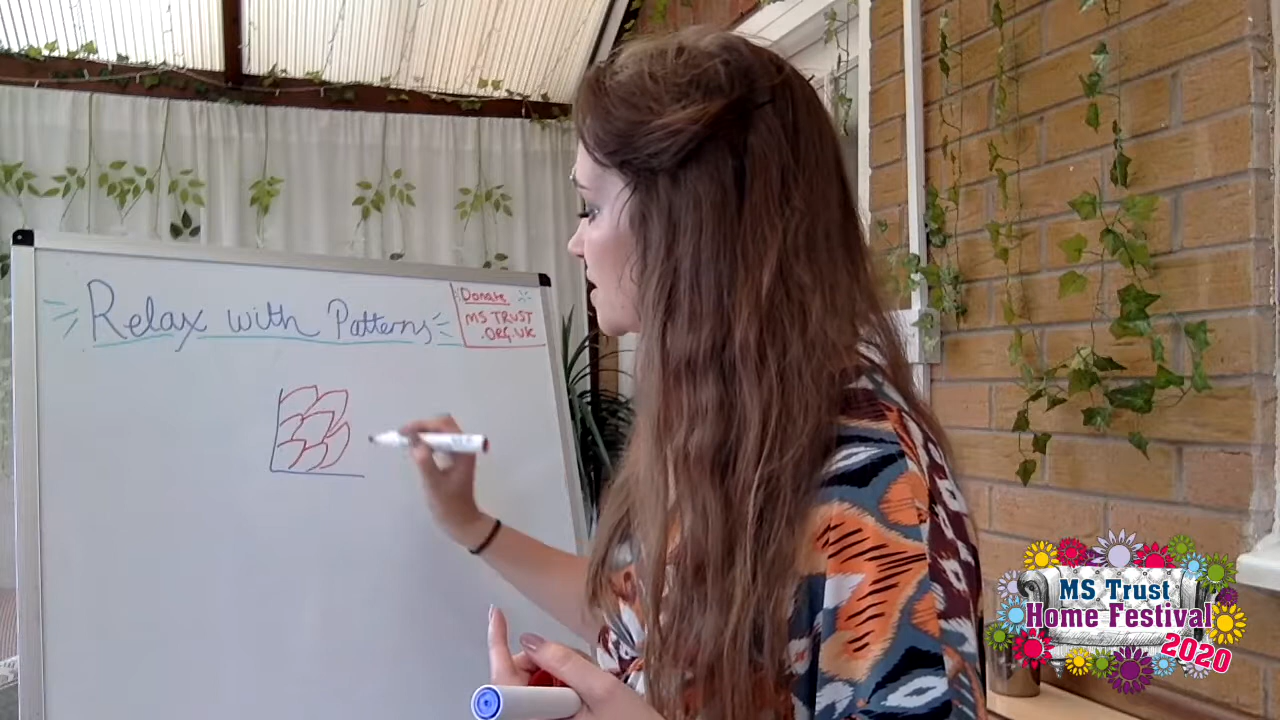 Relax with Patterns
Donate
MS TRUST
.ORG.UK
MS Trust
Home Festival
2020